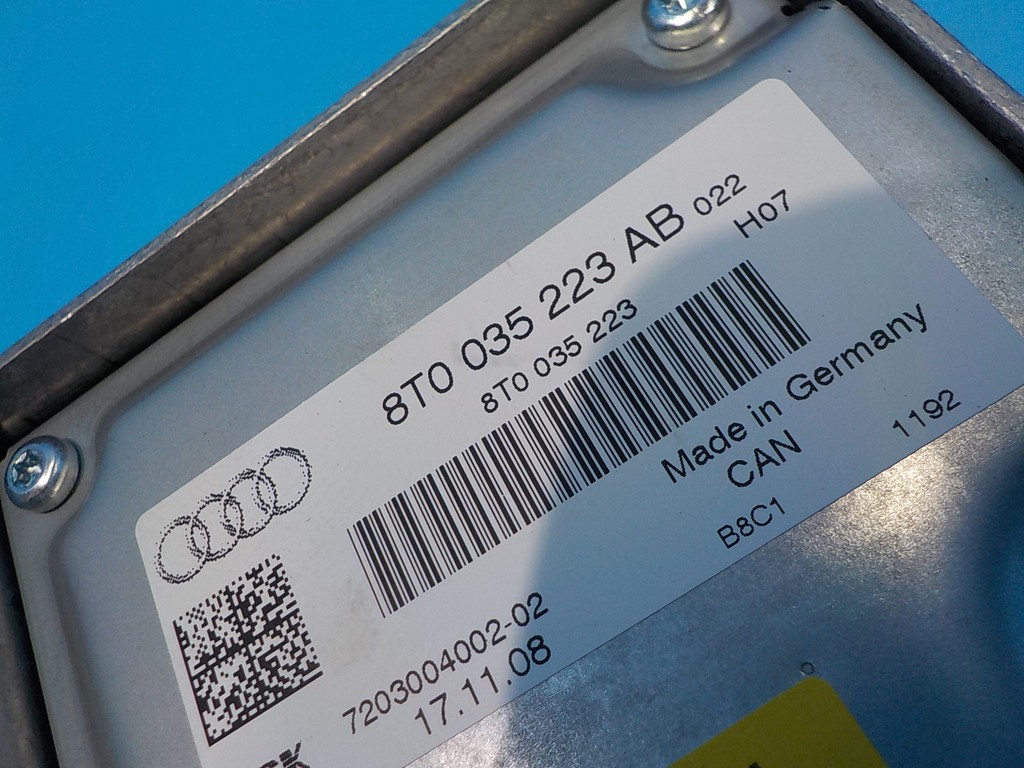 8T0 035 223 AB 022
8T0 035 223 H07
Made in Germany
CAN
B8C1 1192
7203004002-02
17.11.08